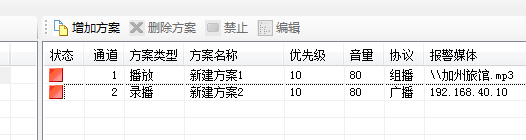 增加方案 删除方案 禁止 编辑
状态 通道 方案类型 方案名称 优先级 音量 协议 报警媒体
1 播放 新建方案1 10 80 组播 \\加州旅馆.mp3
2 录播 新建方案2 10 80 广播 192.168.40.10